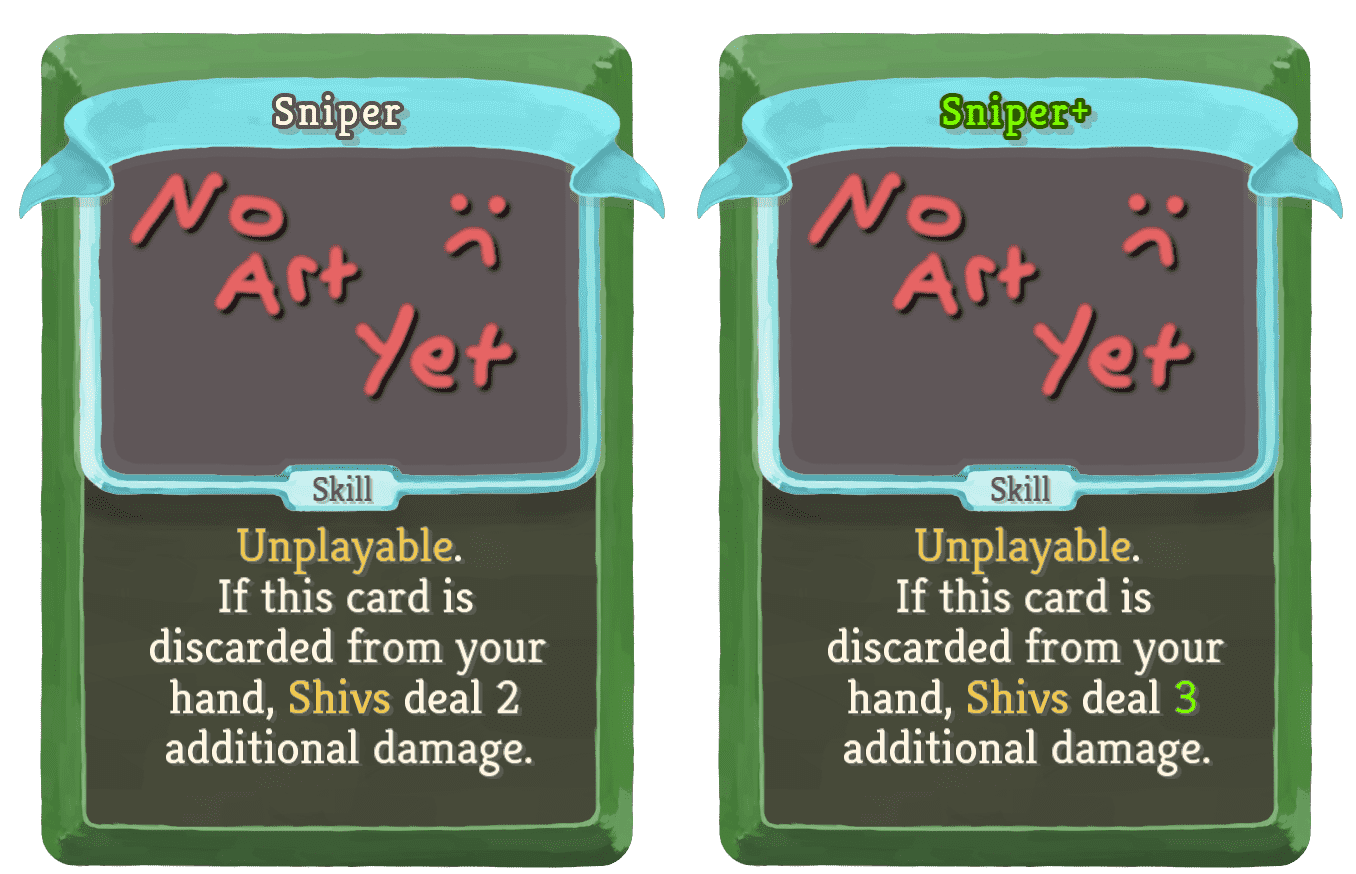 Sniper
No
Art
Yet
Skill
Unplayable.
If this card is
discarded from your
hand, Shivs deal 2
additional damage.
Sniper+
No
Art
Yet
Skill
Unplayable.
If this card is
discarded from your
hand, Shivs deal 3
additional damage.